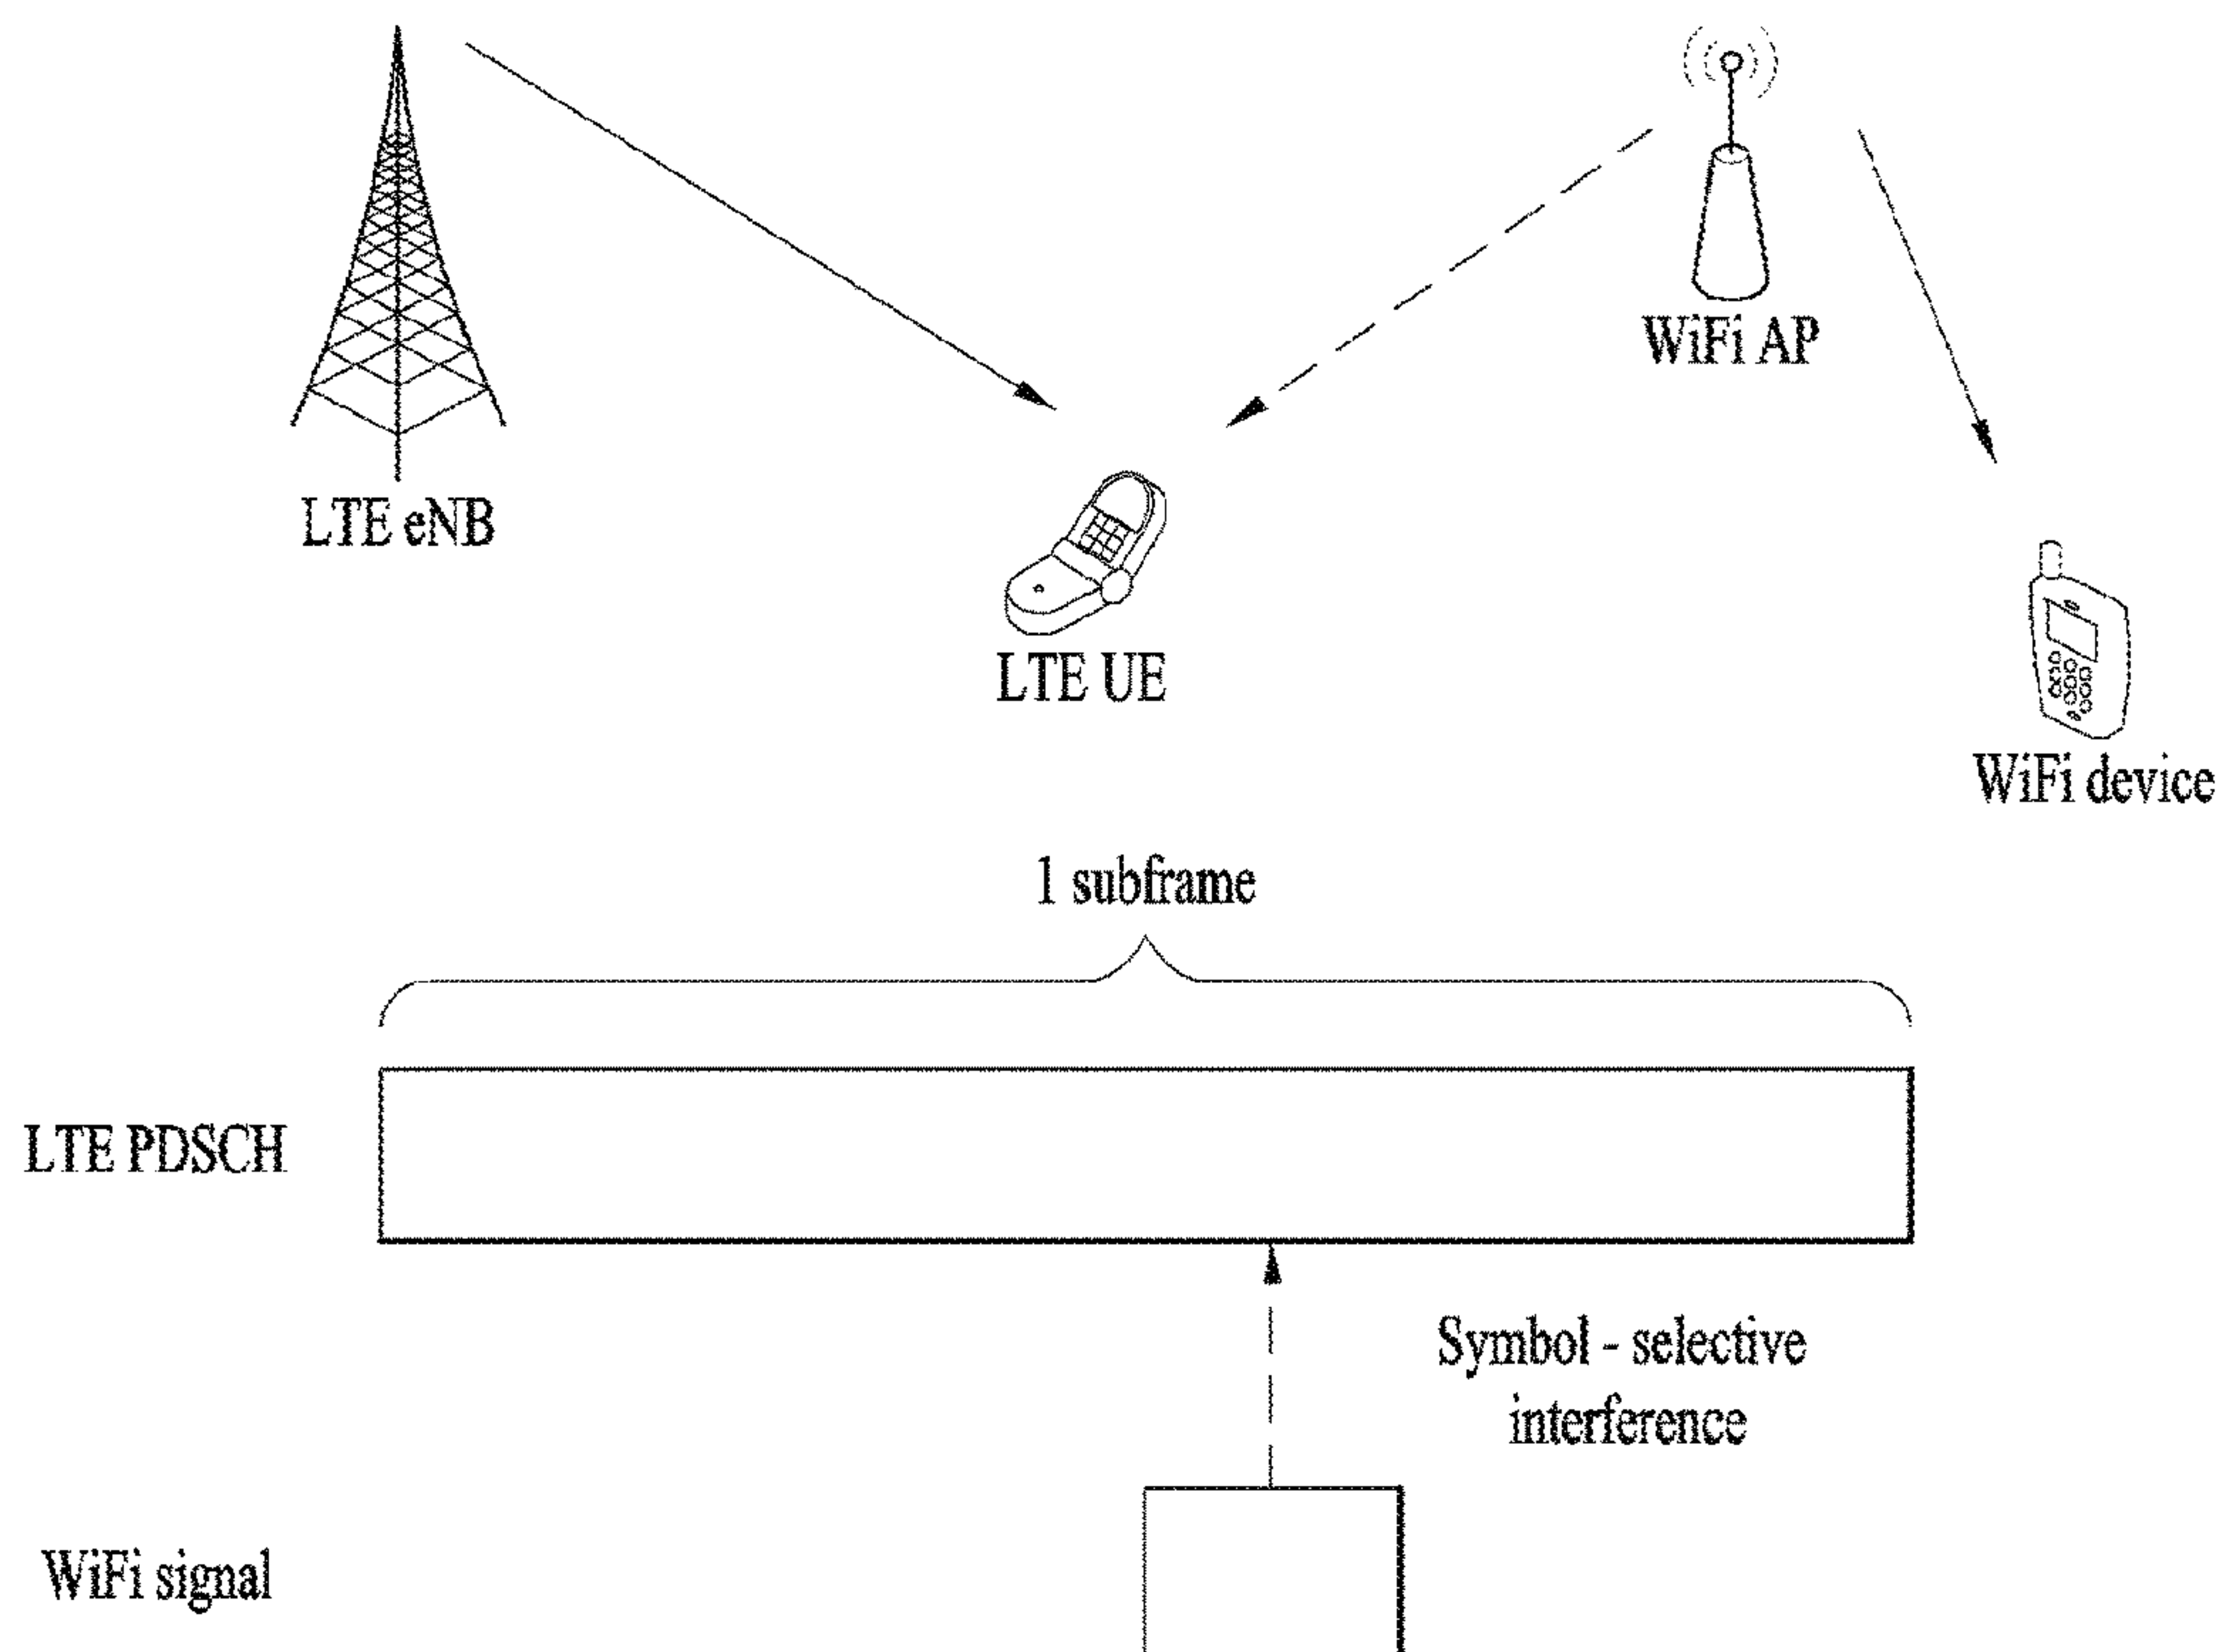 WiFi AP
LTE eNB
LTE UE
WiFi device
1 subframe
LTE PDSCH
Symbol - selective
interference
WiFi signal